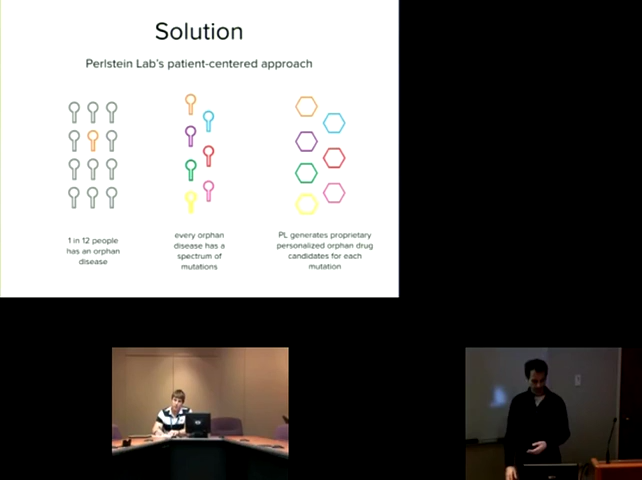 Solution
Perlstein Lab's patient-centered approach
1 in 12 people
has an orphan
disease
every orphan
disease has a
spectrum of
mutations
PL generates proprietary
personalized orphan drug
candidates for each
mutation